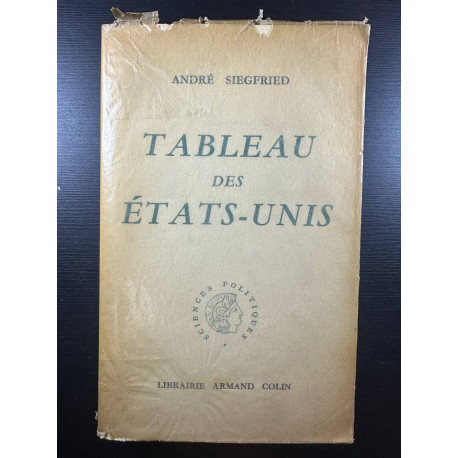 ANDRÉ SIEGFRIED
TABLEAU
DES
ÉTATS-UNIS
SCIENCES POLITIQUES
LIBRAIRIE ARMAND COLIN